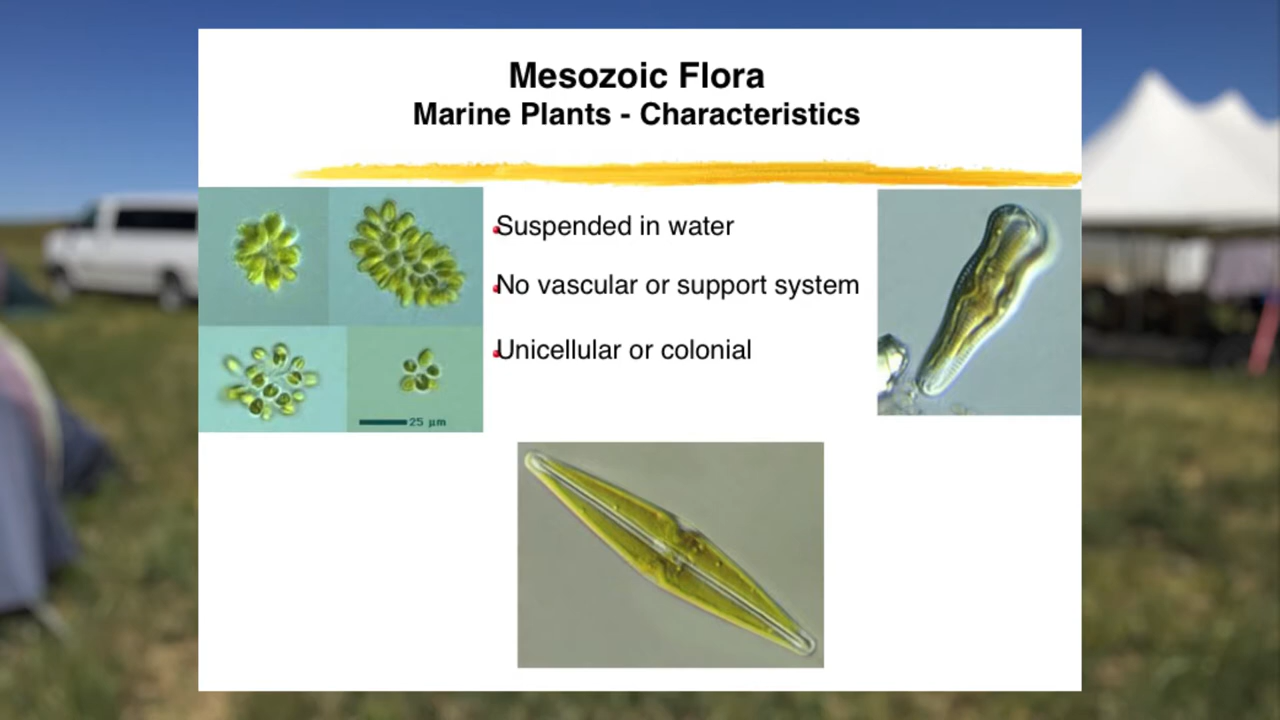 Mesozoic Flora
Marine Plants - Characteristics
Suspended in water
No vascular or support system
Unicellular or colonial
25 µm